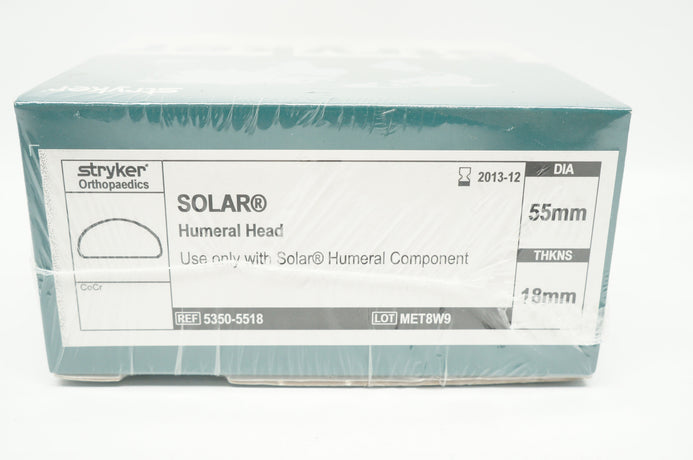 stryker
stryker®
Orthopaedics
SOLAR®
Humeral Head
Use only with Solar® Humeral Component
CoCr
REF 5350-5518
LOT MET8W9
2013-12
DIA
55mm
THKNS
18mm